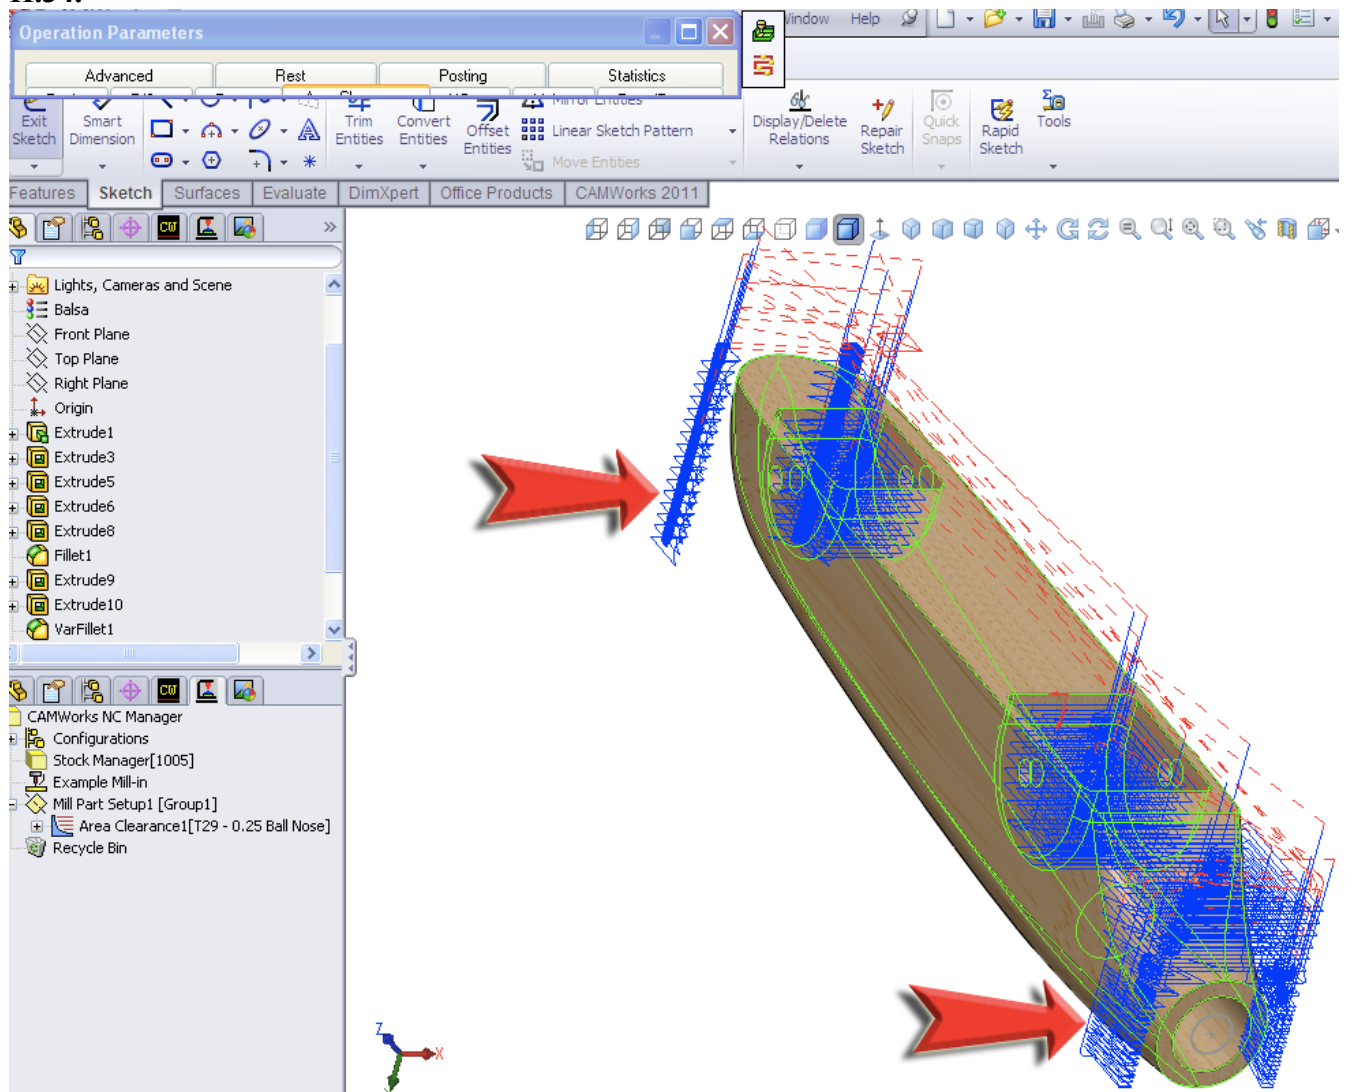 Operation Parameters
Window Help
Advanced Rest Posting Statistics
Exit Sketch
Smart Dimension
Trim Entities
Convert Entities
Offset Entities
Mirror Entities
Linear Sketch Pattern
Move Entities
Display/Delete Relations
Repair Sketch
Quick Snaps
Rapid Sketch
Tools
Features Sketch Surfaces Evaluate DimXpert Office Products CAMWorks 2011
Lights, Cameras and Scene
Balsa
Front Plane
Top Plane
Right Plane
Origin
Extrude1
Extrude3
Extrude5
Extrude6
Extrude8
Fillet1
Extrude9
Extrude10
VarFillet1
CAMWorks NC Manager
Configurations
Stock Manager[1005]
Example Mill-in
Mill Part Setup1 [Group1]
Area Clearance1[T29 - 0.25 Ball Nose]
Recycle Bin
Z
X